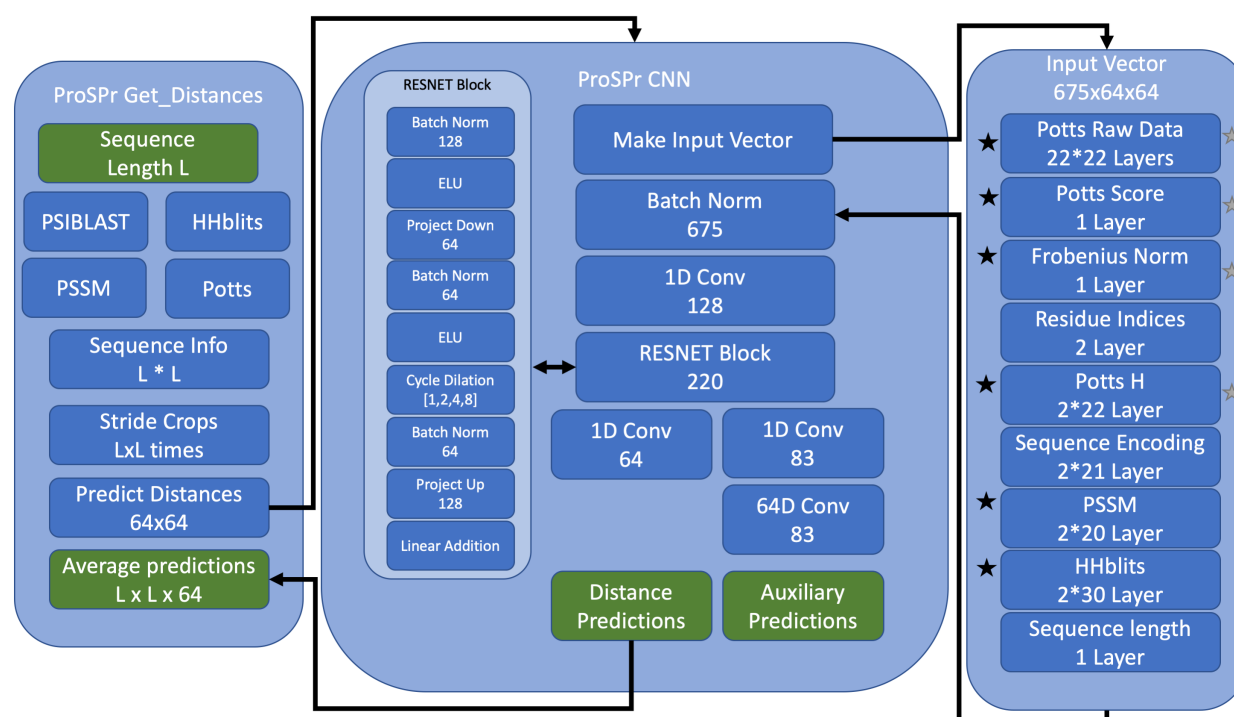 ProSPr Get_Distances
Sequence
Length L
PSIBLAST
HHblits
PSSM
Potts
Sequence Info
L * L
Stride Crops
LxL times
Predict Distances
64x64
Average predictions
L x L x 64
RESNET Block
Batch Norm
128
ELU
Project Down
64
Batch Norm
64
ELU
Cycle Dilation
[1,2,4,8]
Batch Norm
64
Project Up
128
Linear Addition
ProSPr CNN
Make Input Vector
Batch Norm
675
1D Conv
128
RESNET Block
220
1D Conv
64
1D Conv
83
64D Conv
83
Distance
Predictions
Auxiliary
Predictions
Input Vector
675x64x64
Potts Raw Data
22*22 Layers
Potts Score
1 Layer
Frobenius Norm
1 Layer
Residue Indices
2 Layer
Potts H
2*22 Layer
Sequence Encoding
2*21 Layer
PSSM
2*20 Layer
HHblits
2*30 Layer
Sequence length
1 Layer